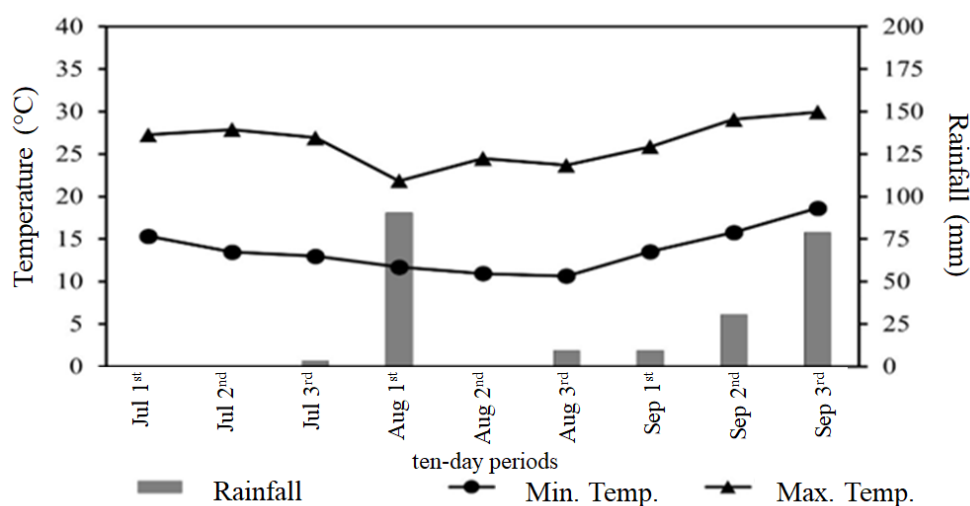 Temperature (°C)
40
35
30
25
20
15
10
5
0
200
175
150
125
100
75
50
25
0
Rainfall (mm)
Jul 1st
Jul 2nd
Jul 3rd
Aug 1st
Aug 2nd
Aug 3rd
Sep 1st
Sep 2nd
Sep 3rd
ten-day periods
Rainfall
Min. Temp.
Max. Temp.